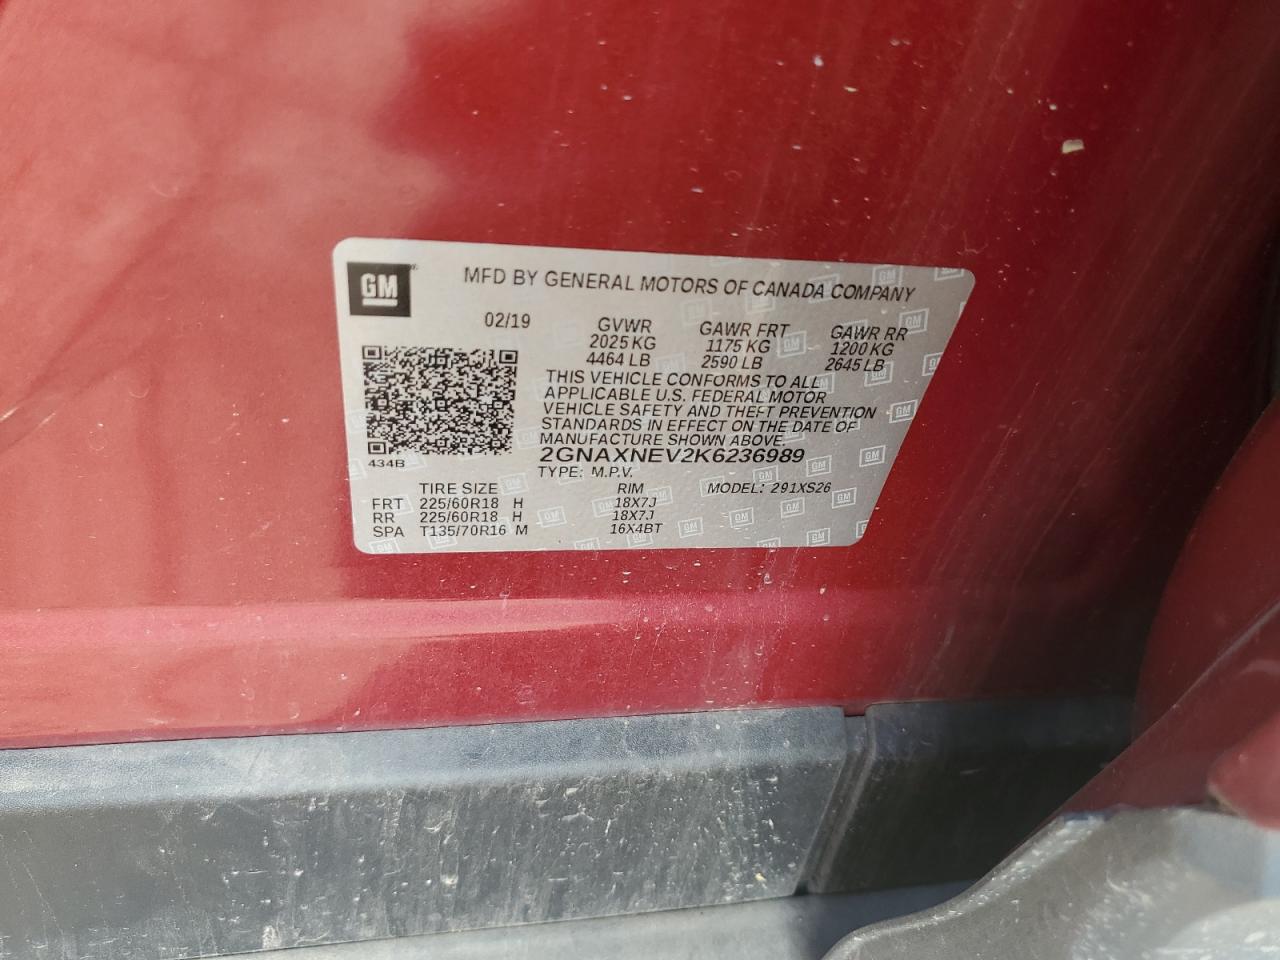 GM
MFD BY GENERAL MOTORS OF CANADA COMPANY
02/19 GVWR GAWR FRT GAWR RR
2025 KG 1175 KG 1200 KG
4464 LB 2590 LB 2645 LB
THIS VEHICLE CONFORMS TO ALL
APPLICABLE U.S. FEDERAL MOTOR
VEHICLE SAFETY AND THEFT PREVENTION
STANDARDS IN EFFECT ON THE DATE OF
MANUFACTURE SHOWN ABOVE.
434B
2GNAXNEV2K6236989
TYPE: M.P.V.
TIRE SIZE RIM MODEL: 291XS26
FRT 225/60R18 H 18X7J
RR 225/60R18 H 18X7J
SPA T135/70R16 M 16X4BT